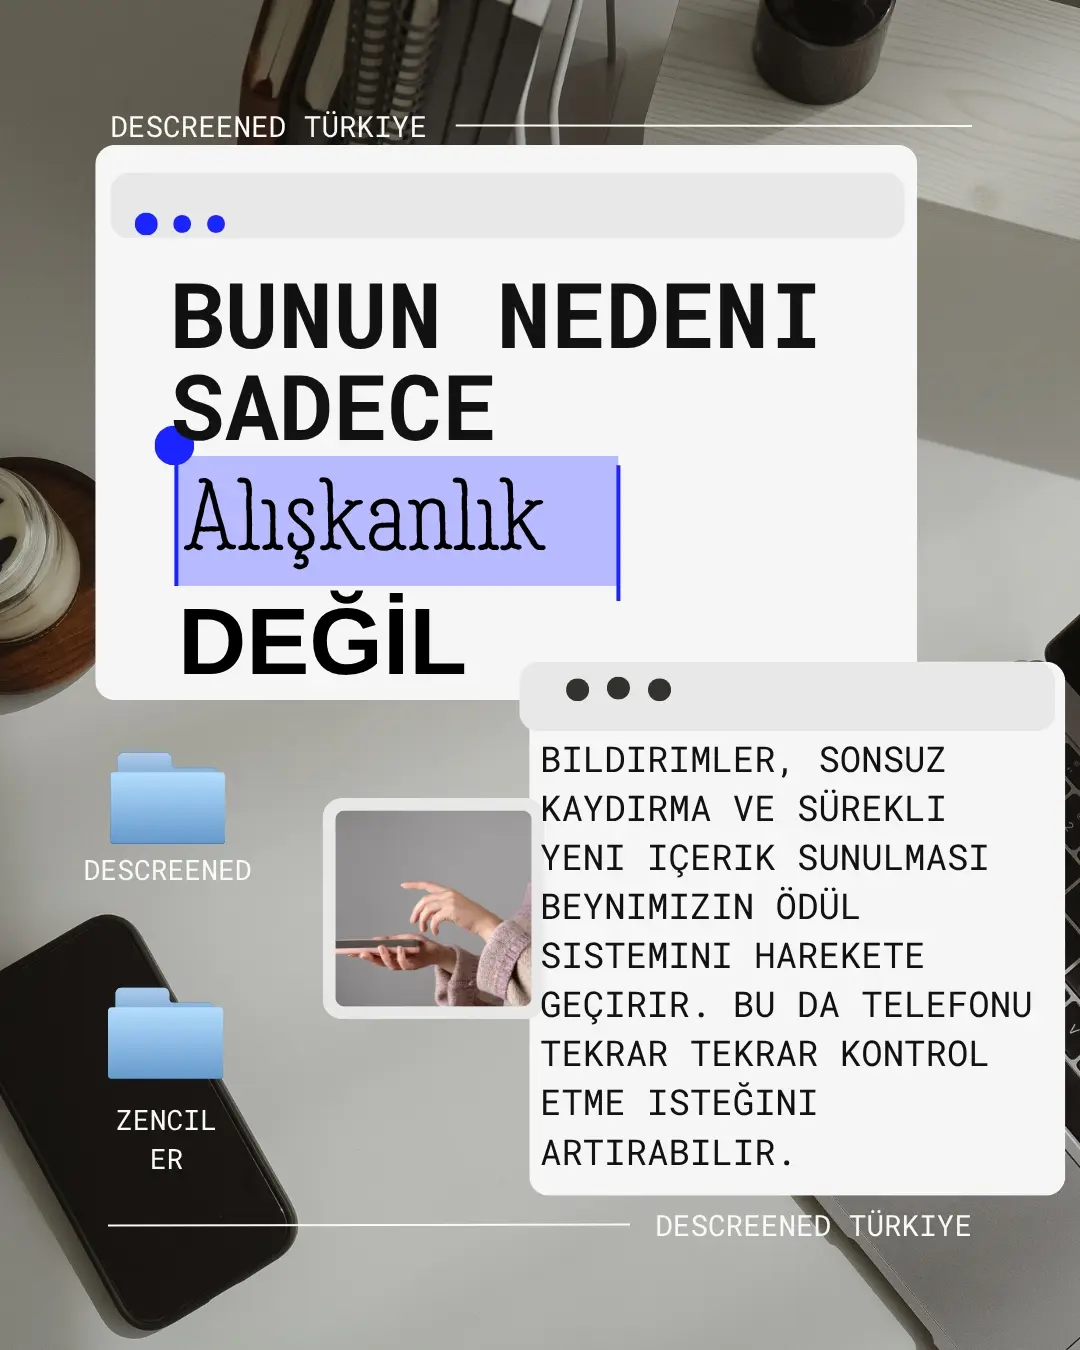 DESCREENED TÜRKIYE
BUNUN NEDENI
SADECE
Alışkanlık
DEĞİL
BILDIRIMLER, SONSUZ
KAYDIRMA VE SÜREKLI
YENI IÇERIK SUNULMASI
BEYNIMIZIN ÖDÜL
SISTEMINI HAREKETE
GEÇIRIR. BU DA TELEFONU
TEKRAR TEKRAR KONTROL
ETME ISTEĞINI
ARTIRABILIR.
DESCREENED
ZENCIL
ER
DESCREENED TÜRKIYE